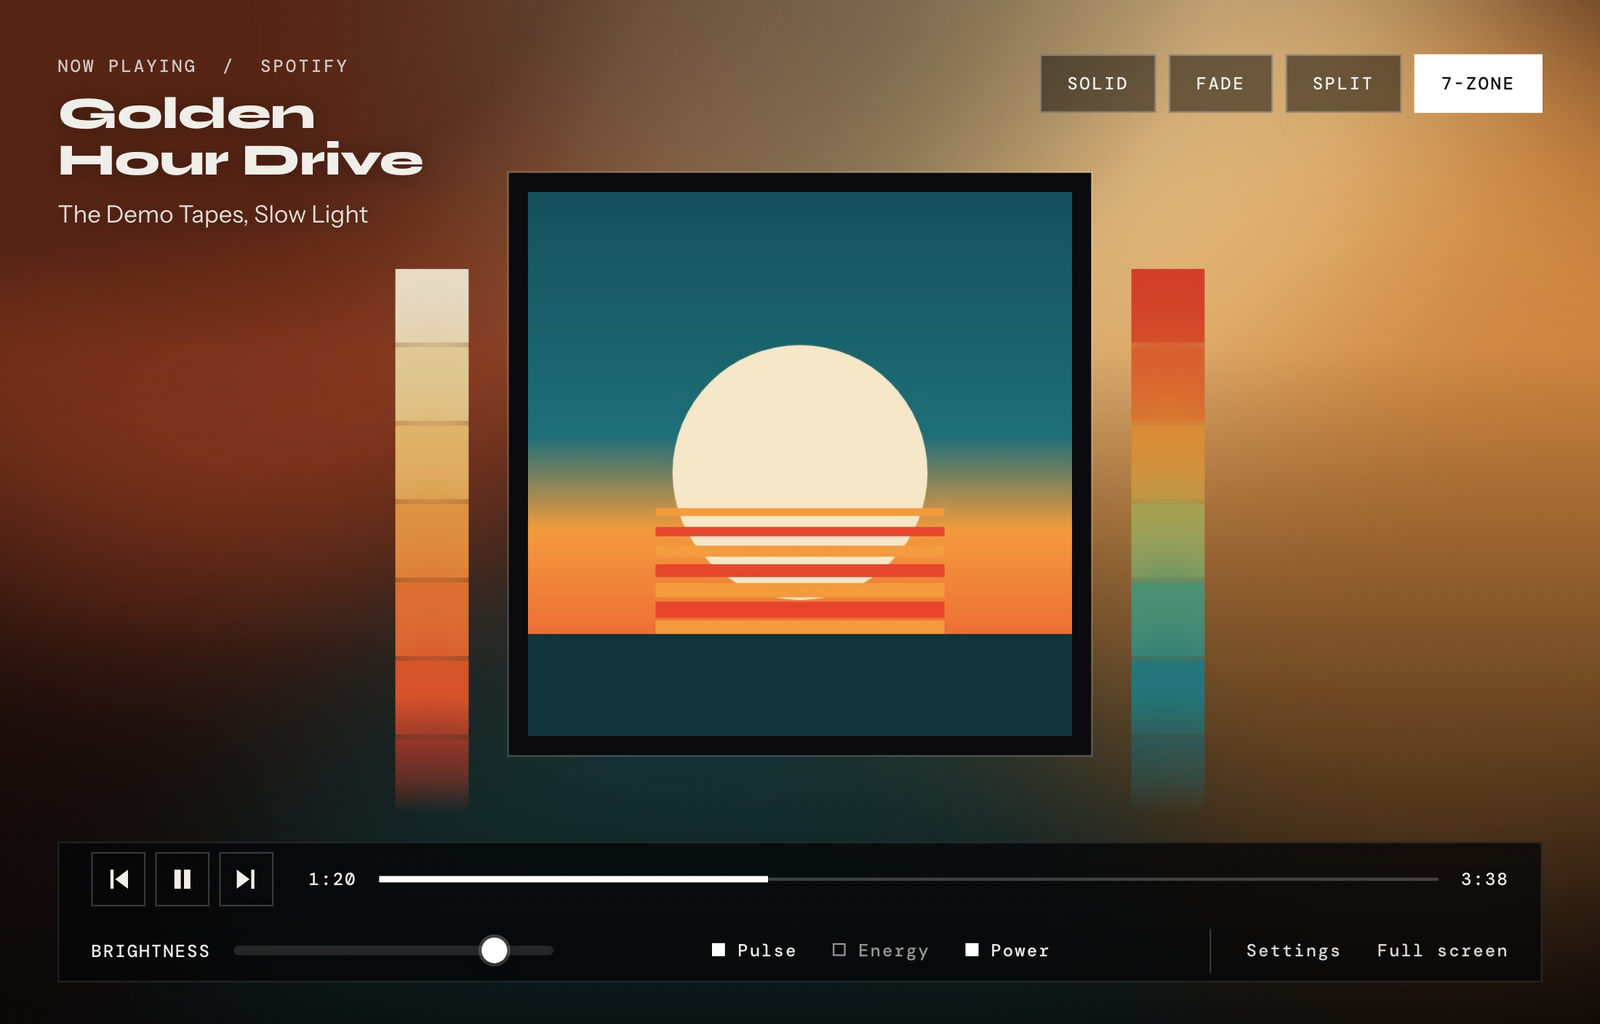 NOW PLAYING / SPOTIFY
Golden
Hour Drive
The Demo Tapes, Slow Light
SOLID FADE SPLIT 7-ZONE
1:20 3:38
BRIGHTNESS Pulse Energy Power Settings Full screen